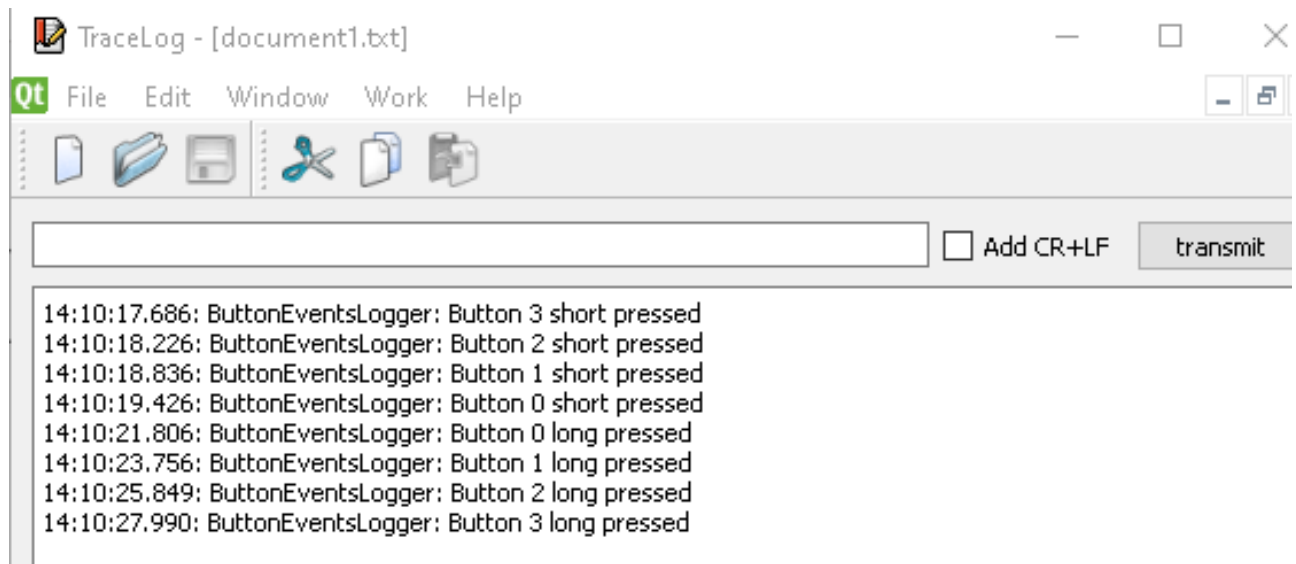 TraceLog - [document1.txt]
Qt File Edit Window Work Help
Add CR+LF transmit
14:10:17.686: ButtonEventsLogger: Button 3 short pressed
14:10:18.226: ButtonEventsLogger: Button 2 short pressed
14:10:18.836: ButtonEventsLogger: Button 1 short pressed
14:10:19.426: ButtonEventsLogger: Button 0 short pressed
14:10:21.806: ButtonEventsLogger: Button 0 long pressed
14:10:23.756: ButtonEventsLogger: Button 1 long pressed
14:10:25.849: ButtonEventsLogger: Button 2 long pressed
14:10:27.990: ButtonEventsLogger: Button 3 long pressed